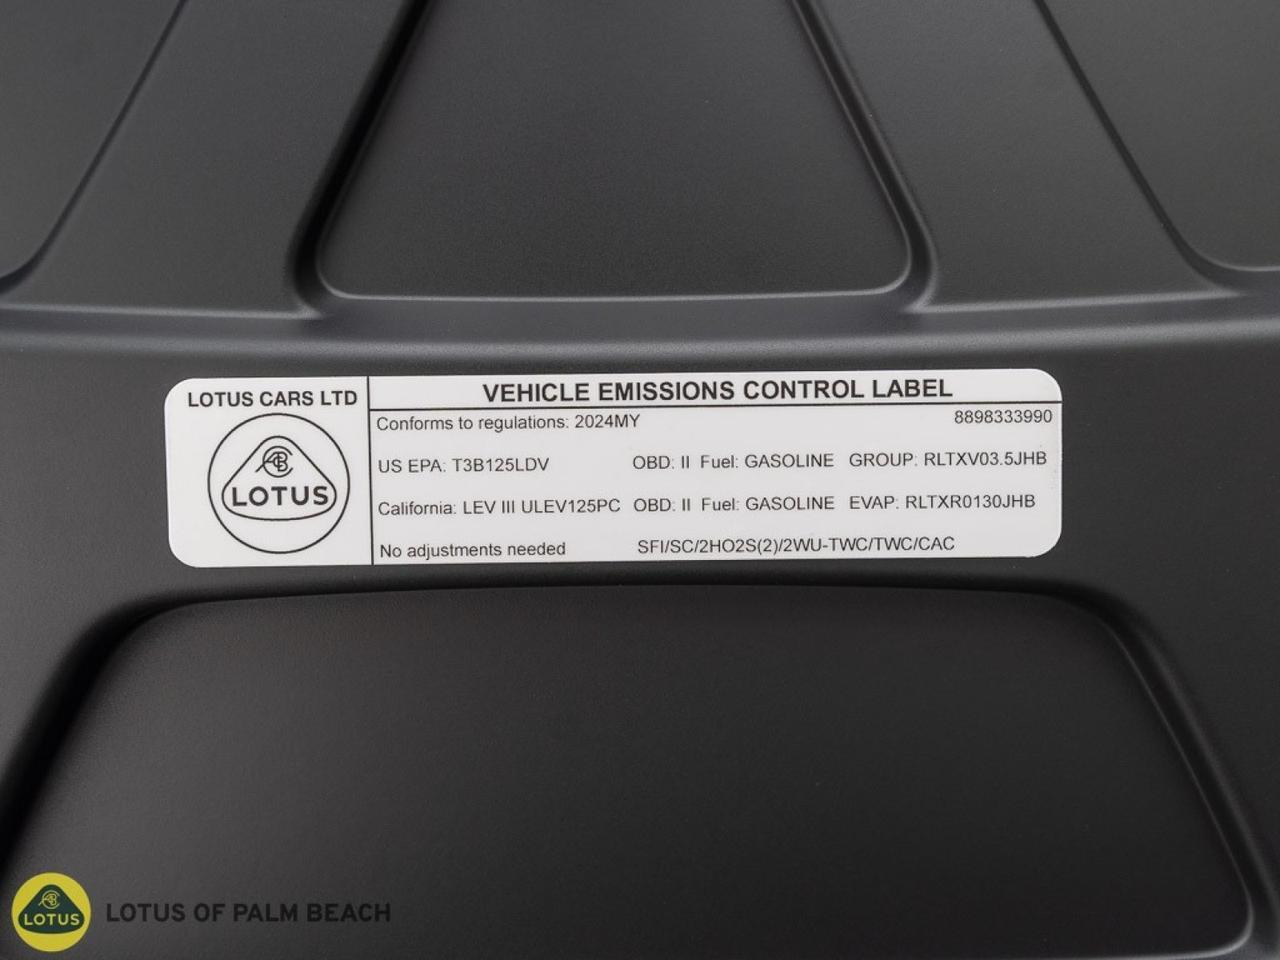 LOTUS CARS LTD
LOTUS
VEHICLE EMISSIONS CONTROL LABEL
Conforms to regulations: 2024MY 8898333990
US EPA: T3B125LDV OBD: II Fuel: GASOLINE GROUP: RLTXV03.5JHB
California: LEV III ULEV125PC OBD: II Fuel: GASOLINE EVAP: RLTXR0130JHB
No adjustments needed SFI/SC/2HO2S(2)/2WU-TWC/TWC/CAC
LOTUS
LOTUS OF PALM BEACH